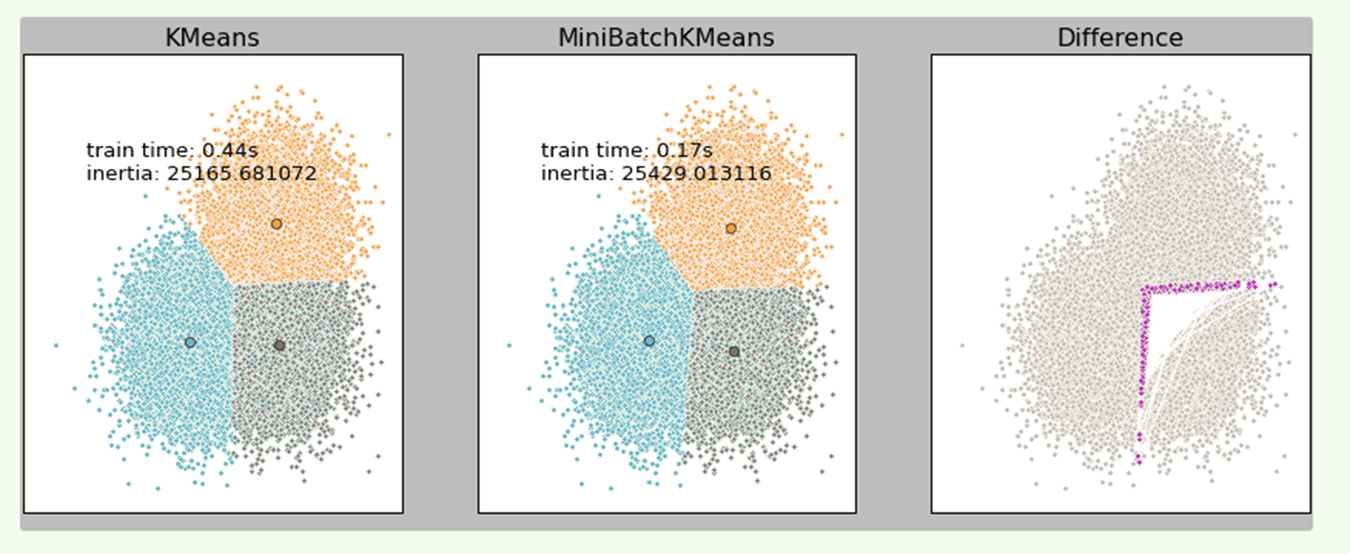 KMeans
MiniBatchKMeans
Difference
train time: 0.44s
inertia: 25165.681072
train time: 0.17s
inertia: 25429.013116